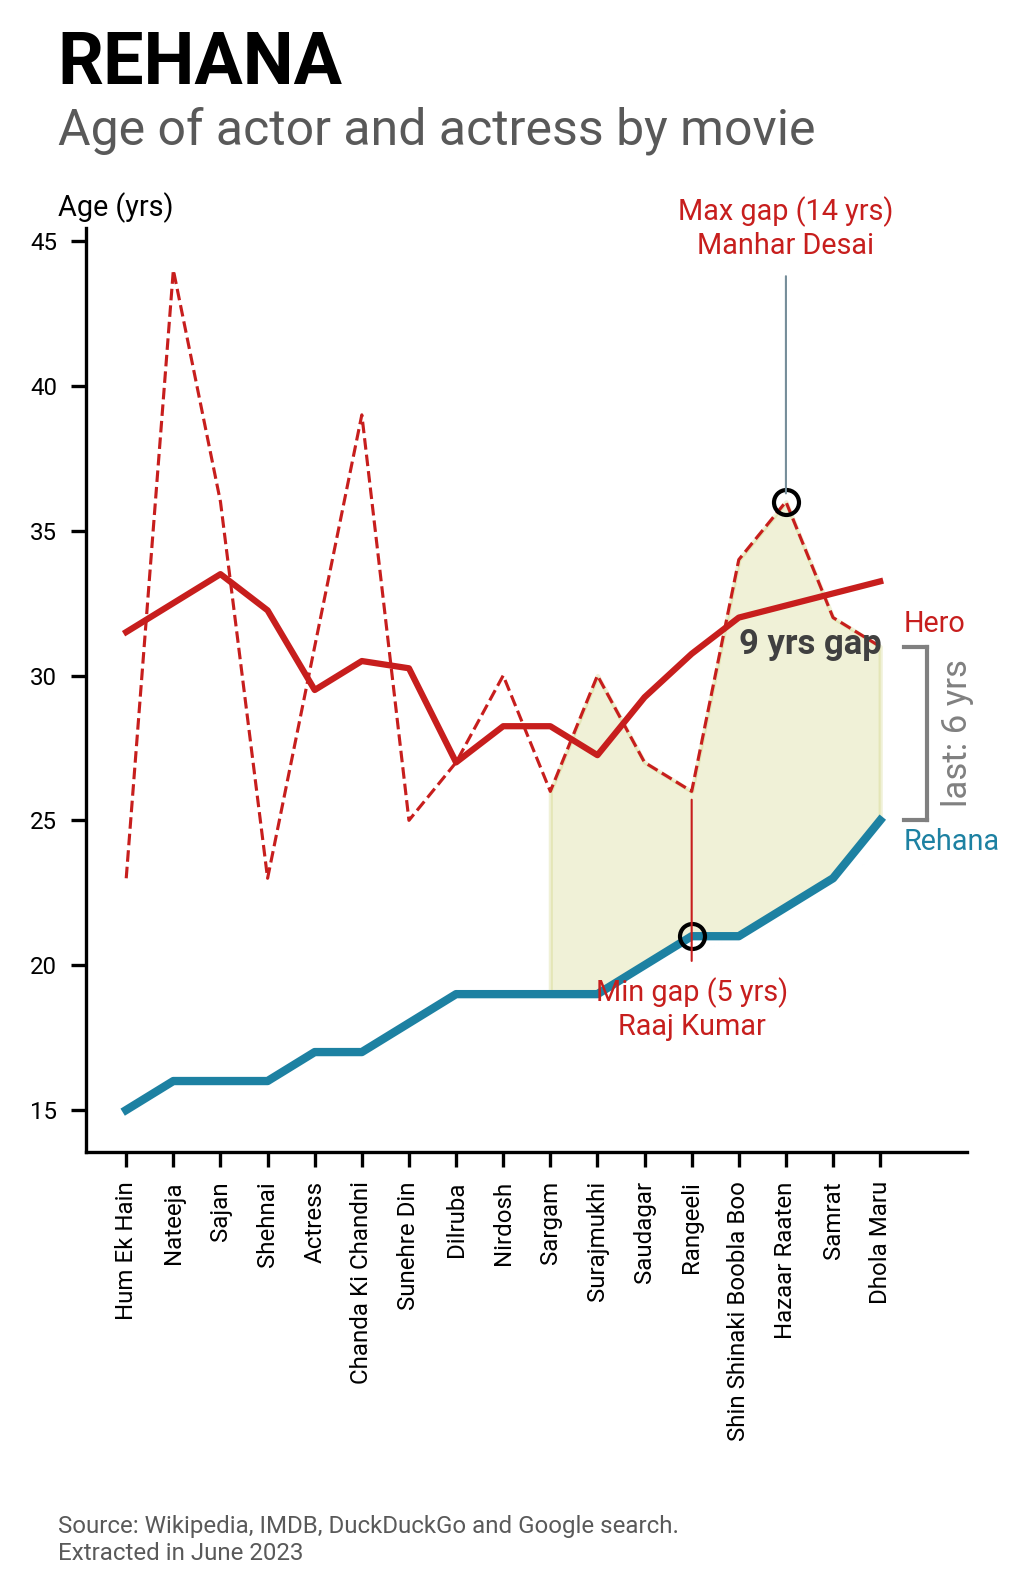 REHANA
Age of actor and actress by movie
Age (yrs)
Max gap (14 yrs)
Manhar Desai
45
40
35
30
25
20
15
Hero
9 yrs gap
last: 6 yrs
Rehana
Min gap (5 yrs)
Raaj Kumar
Hum Ek Hain
Nateeja
Sajan
Shehnai
Actress
Chanda Ki Chandni
Sunehre Din
Dilruba
Nirdosh
Sargam
Surajmukhi
Saudagar
Rangeeli
Shin Shinaki Boobla Boo
Hazaar Raaten
Samrat
Dhola Maru
Source: Wikipedia, IMDB, DuckDuckGo and Google search.
Extracted in June 2023